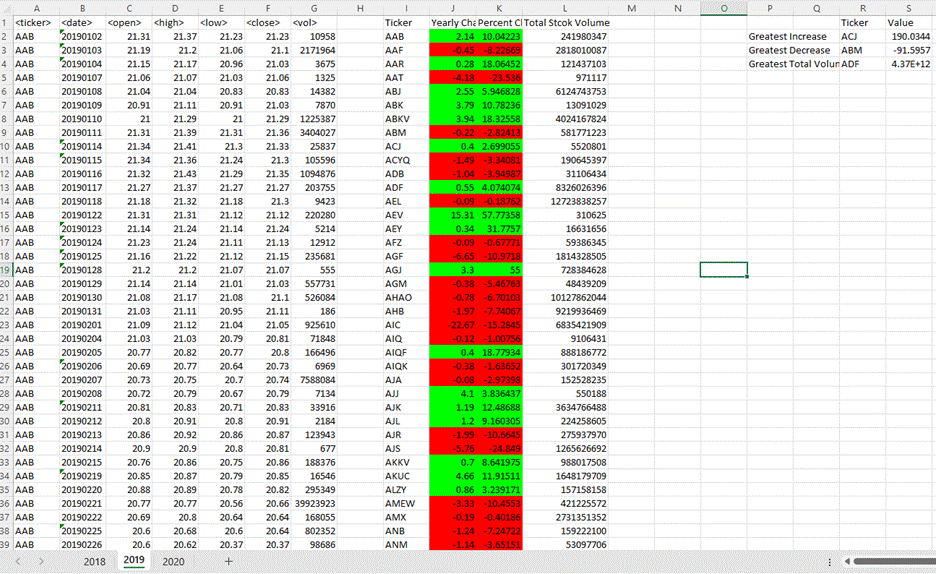 A B C D E F G H I J K L M N O P Q R S
1 <ticker> <date> <open> <high> <low> <close> <vol> Ticker Yearly Cha Percent Cl Total Stcok Volume Ticker Value
2 AAB 20190102 21.31 21.37 21.23 21.23 10958 AAB 2.14 10.04223 241980347 Greatest Increase ACJ 190.0344
3 AAB 20190103 21.19 21.2 21.06 21.1 2171964 AAF -0.45 -8.22669 2818010087 Greatest Decrease ABM -91.5957
4 AAB 20190104 21.15 21.17 20.96 21.03 3675 AAR 0.28 18.06452 121437103 Greatest Total Volun ADF 4.37E+12
5 AAB 20190107 21.06 21.07 21.03 21.06 1325 AAT -4.18 -23.536 971117
6 AAB 20190108 21.04 21.04 20.83 20.83 14382 ABJ 2.55 5.946828 6124743753
7 AAB 20190109 20.91 21.11 20.91 21.03 7870 ABK 3.79 10.78236 13091029
8 AAB 20190110 21 21.29 21 21.29 1225387 ABKV 3.94 18.32558 4024167824
9 AAB 20190111 21.31 21.39 21.31 21.36 3404027 ABM -0.22 -2.82413 581771223
10 AAB 20190114 21.34 21.41 21.3 21.33 25837 ACJ 0.4 2.699055 5520801
11 AAB 20190115 21.34 21.36 21.24 21.3 105596 ACYQ -1.49 -3.34081 190645397
12 AAB 20190116 21.32 21.43 21.29 21.35 1094876 ADB -1.04 -3.94987 31106434
13 AAB 20190117 21.27 21.37 21.27 21.27 203755 ADF 0.55 4.074074 8326026396
14 AAB 20190118 21.18 21.32 21.18 21.3 9423 AEL -0.09 -0.18762 12723838257
15 AAB 20190122 21.31 21.31 21.12 21.12 220280 AEV 15.31 57.77358 310625
16 AAB 20190123 21.14 21.24 21.14 21.24 5214 AEY 0.34 31.7757 16631656
17 AAB 20190124 21.23 21.24 21.11 21.13 12912 AFZ -0.09 -0.67771 59386345
18 AAB 20190125 21.16 21.22 21.12 21.15 235681 AGF -6.65 -10.9718 1814328505
19 AAB 20190128 21.2 21.2 21.07 21.07 555 AGJ 3.3 55 728384628
20 AAB 20190129 21.14 21.14 21.01 21.03 557731 AGM -0.38 -5.46763 48439209
21 AAB 20190130 21.08 21.17 21.08 21.1 526084 AHAO -0.78 -6.70103 10127862044
22 AAB 20190131 21.03 21.11 20.95 21.11 186 AHB -1.97 -7.74067 9219936469
23 AAB 20190201 21.09 21.12 21.04 21.05 925610 AIC -22.67 -15.2845 6835421909
24 AAB 20190204 21.03 21.03 20.79 20.81 71848 AIQ -0.12 -1.00756 9106431
25 AAB 20190205 20.77 20.82 20.77 20.8 166496 AIQF 0.4 18.77934 888186772
26 AAB 20190206 20.69 20.77 20.64 20.73 6969 AIQK -0.38 -1.63652 301720349
27 AAB 20190207 20.73 20.75 20.7 20.74 7588084 AJA -0.08 -2.97398 152528235
28 AAB 20190208 20.72 20.79 20.67 20.79 7134 AJJ 4.1 3.836437 550188
29 AAB 20190211 20.81 20.83 20.71 20.83 33916 AJK 1.19 12.48688 3634766488
30 AAB 20190212 20.8 20.91 20.8 20.91 2184 AJL 1.2 9.160305 224258605
31 AAB 20190213 20.86 20.92 20.86 20.87 123943 AJR -1.99 -10.6645 275937970
32 AAB 20190214 20.9 20.9 20.8 20.81 677 AJS -5.76 -24.849 1265626692
33 AAB 20190215 20.76 20.86 20.75 20.86 188376 AKKV 0.7 8.641975 988017508
34 AAB 20190219 20.85 20.87 20.79 20.85 16546 AKUC 4.66 11.91511 1648179709
35 AAB 20190220 20.88 20.89 20.78 20.82 295349 ALZY 0.86 3.239171 157158158
36 AAB 20190221 20.77 20.77 20.56 20.66 39923923 AMEW -3.33 -10.4553 421225572
37 AAB 20190222 20.69 20.8 20.64 20.64 168055 AMX -0.19 -0.40186 2731351352
38 AAB 20190225 20.6 20.68 20.6 20.64 802352 ANB -1.24 -7.24722 159222100
39 AAB 20190226 20.6 20.62 20.37 20.37 98686 ANM -1.14 -3.65151 53097706
2018 2019 2020 +